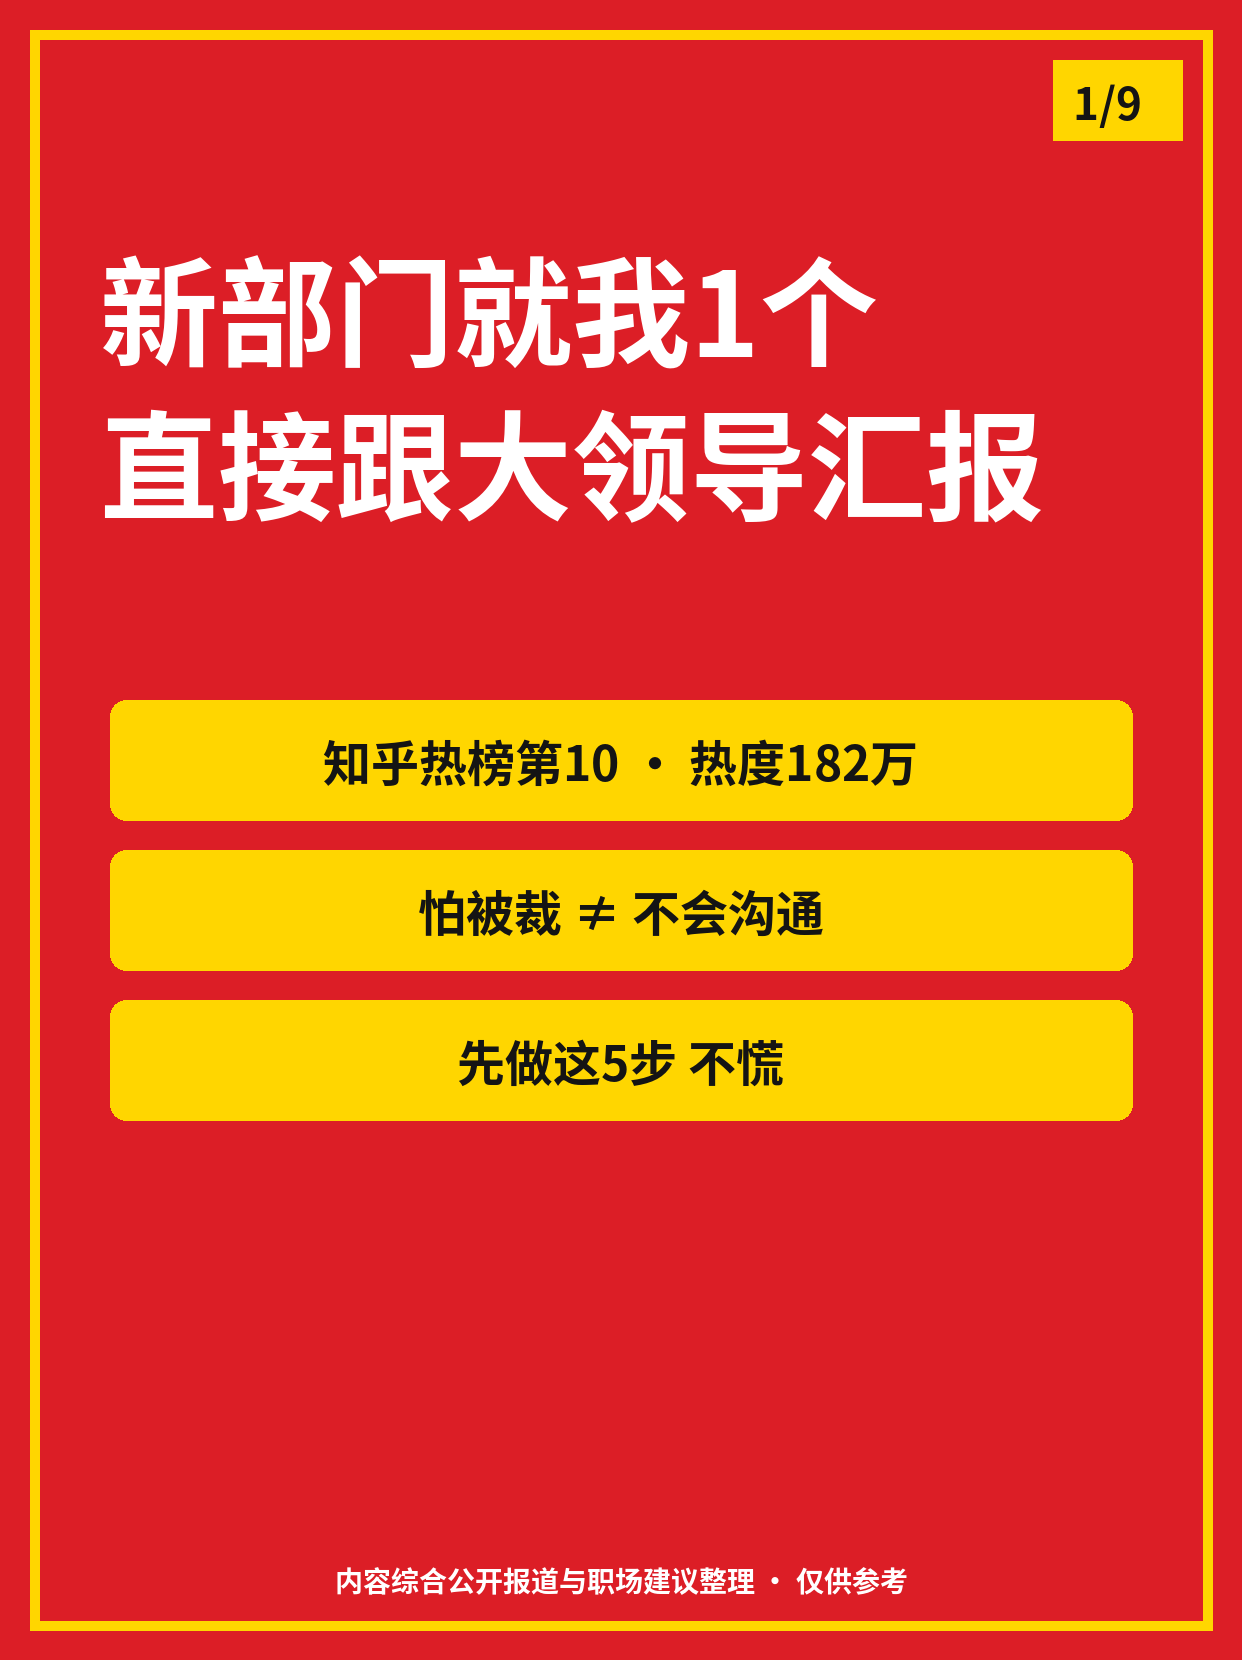 1/9
新部门就我1个
直接跟大领导汇报
知乎热榜第10 · 热度182万
怕被裁 ≠ 不会沟通
先做这5步 不慌
内容综合公开报道与职场建议整理 · 仅供参考